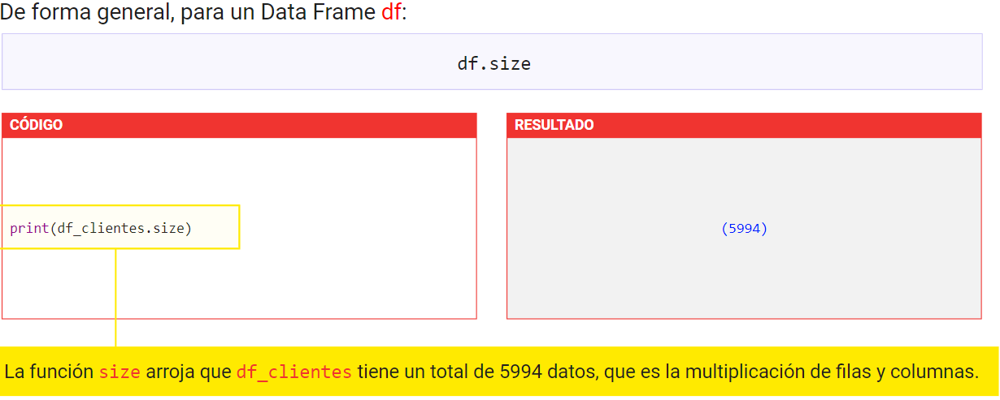 De forma general, para un Data Frame df:
df.size
CÓDIGO
RESULTADO
print(df_clientes.size)
(5994)
La función size arroja que df_clientes tiene un total de 5994 datos, que es la multiplicación de filas y columnas.